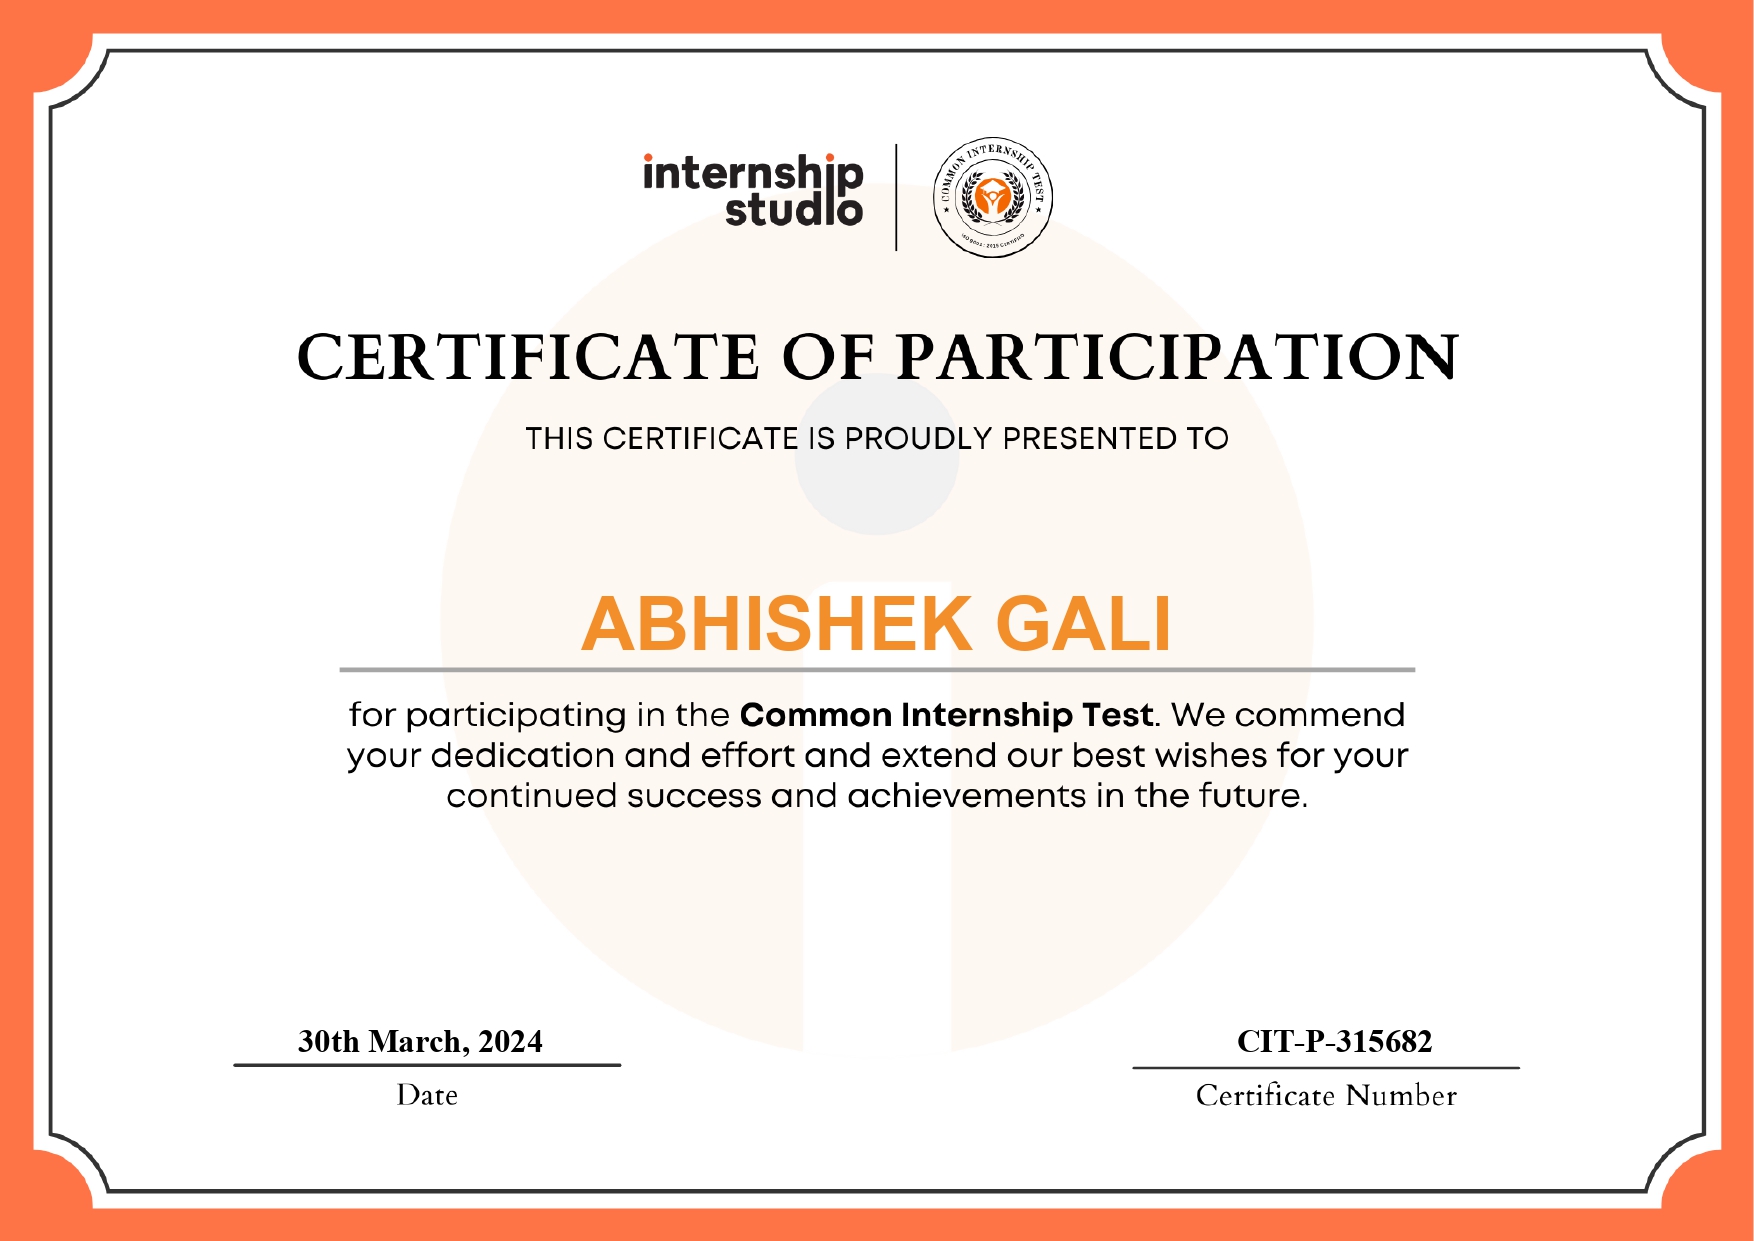 internship
studio
COMMON INTERNSHIP TEST
ISO 9001 : 2015 CERTIFIED
CERTIFICATE OF PARTICIPATION
THIS CERTIFICATE IS PROUDLY PRESENTED TO
ABHISHEK GALI
for participating in the Common Internship Test. We commend
your dedication and effort and extend our best wishes for your
continued success and achievements in the future.
30th March, 2024
Date
CIT-P-315682
Certificate Number